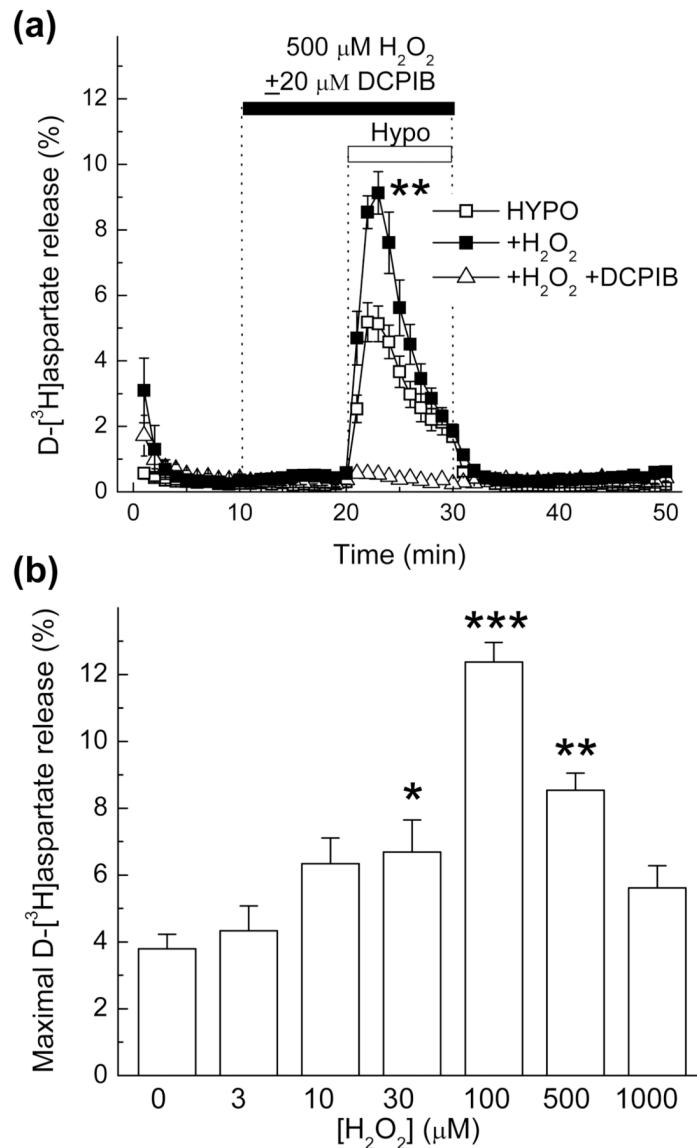 (a)
500 μM H₂O₂
±20 μM DCPIB
Hypo
**
HYPO
+H₂O₂
+H₂O₂ +DCPIB
D-[³H]aspartate release (%)
12
10
8
6
4
2
0
0 10 20 30 40 50
Time (min)
(b)
Maximal D-[³H]aspartate release (%)
12
10
8
6
4
2
0
***
**
*
0 3 10 30 100 500 1000
[H₂O₂] (μM)